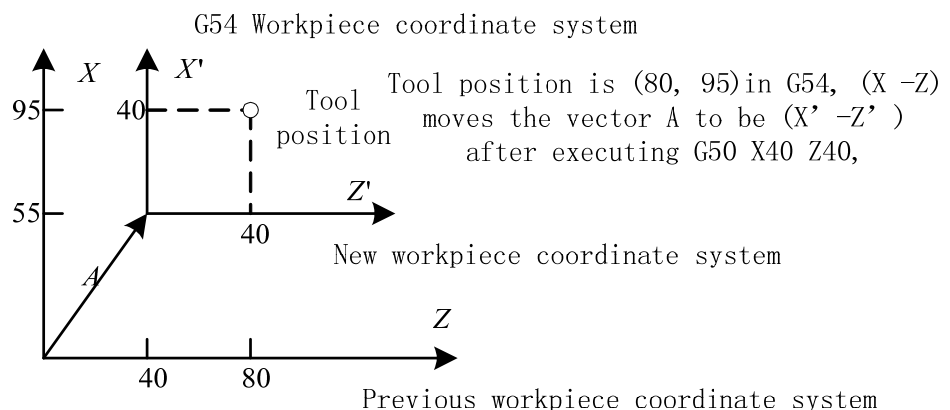 G54 Workpiece coordinate system
X
X'
Tool position is (80, 95)in G54, (X -Z)
moves the vector A to be (X' -Z' )
after executing G50 X40 Z40,
95
40
Tool
position
55
Z'
40
New workpiece coordinate system
A
Z
40
80
Previous workpiece coordinate system